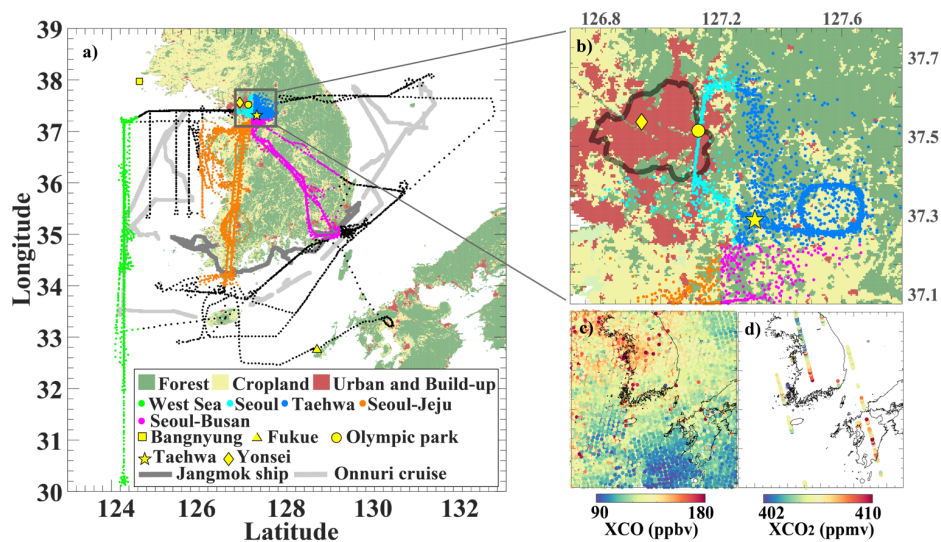 a)
39
38
37
36
35
34
33
32
31
30
Longitude
124
126
128
130
132
Latitude
Forest Cropland Urban and Build-up
West Sea Seoul Taehwa Seoul-Jeju
Seoul-Busan
Bangnyung Fukue Olympic park
Taehwa Yonsei
Jangmok ship Onnuri cruise
126.8 127.2 127.6
b)
37.7
37.5
37.3
37.1
c)
d)
90 180
XCO (ppbv)
402 410
XCO2 (ppmv)